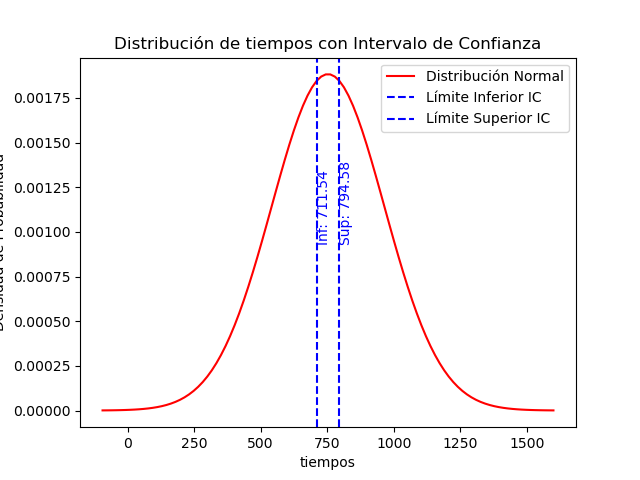 Distribución de tiempos con Intervalo de Confianza
Distribución Normal
Límite Inferior IC
Límite Superior IC
0.00175
0.00150
0.00125
0.00100
0.00075
0.00050
0.00025
0.00000
Densidad de Probabilidad
Inf: 711.54
Sup: 794.58
0
250
500
750
1000
1250
1500
tiempos